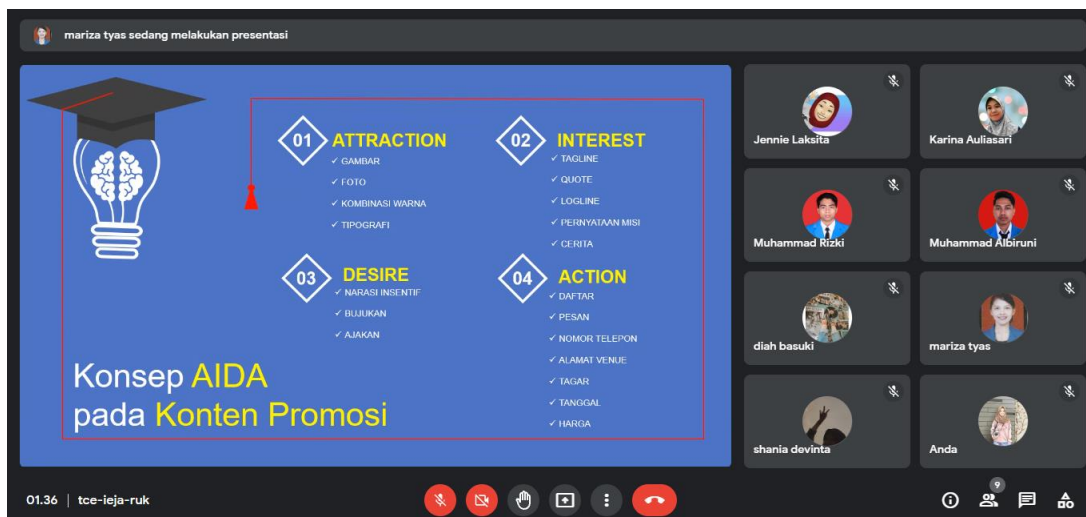 mariza tyas sedang melakukan presentasi
01 ATTRACTION
✓ GAMBAR
✓ FOTO
✓ KOMBINASI WARNA
✓ TIPOGRAFI
02 INTEREST
✓ TAGLINE
✓ QUOTE
✓ LOGLINE
✓ PERNYATAAN MISI
✓ CERITA
03 DESIRE
✓ NARASI INSENTIF
✓ BUJUKAN
✓ AJAKAN
04 ACTION
✓ DAFTAR
✓ PESAN
✓ NOMOR TELEPON
✓ ALAMAT VENUE
✓ TAGAR
✓ TANGGAL
✓ HARGA
Konsep AIDA
pada Konten Promosi
Jennie Laksita
Karina Auliasari
Muhammad Rizki
Muhammad Albiruni
diah basuki
mariza tyas
shania devinta
Anda
01.36 | tce-ieja-ruk
9